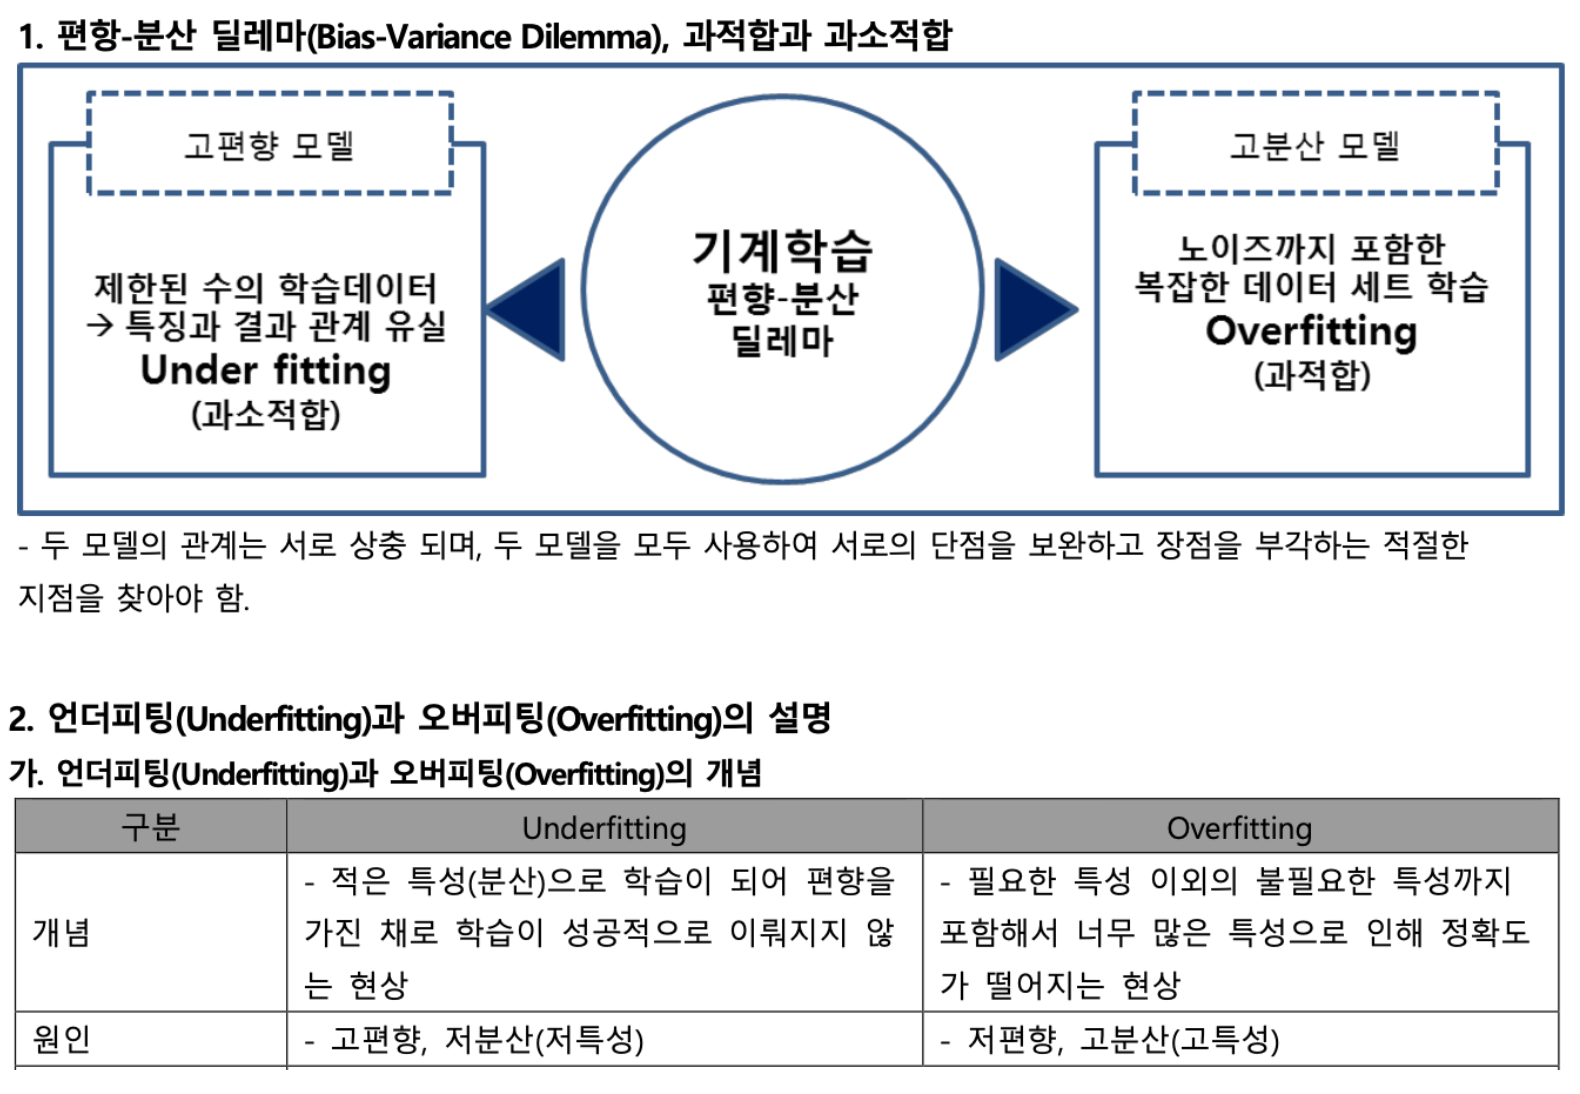 1. 편항-분산 딜레마(Bias-Variance Dilemma), 과적합과 과소적합
고편향 모델
제한된 수의 학습데이터
→ 특징과 결과 관계 유실
Under fitting
(과소적합)
기계학습
편향-분산
딜레마
고분산 모델
노이즈까지 포함한
복잡한 데이터 세트 학습
Overfitting
(과적합)
- 두 모델의 관계는 서로 상충 되며, 두 모델을 모두 사용하여 서로의 단점을 보완하고 장점을 부각하는 적절한
지점을 찾아야 함.
2. 언더피팅(Underfitting)과 오버피팅(Overfitting)의 설명
가. 언더피팅(Underfitting)과 오버피팅(Overfitting)의 개념
구분 Underfitting Overfitting
개념
- 적은 특성(분산)으로 학습이 되어 편향을
가진 채로 학습이 성공적으로 이뤄지지 않
는 현상
- 필요한 특성 이외의 불필요한 특성까지
포함해서 너무 많은 특성으로 인해 정확도
가 떨어지는 현상
원인 - 고편향, 저분산(저특성) - 저편향, 고분산(고특성)